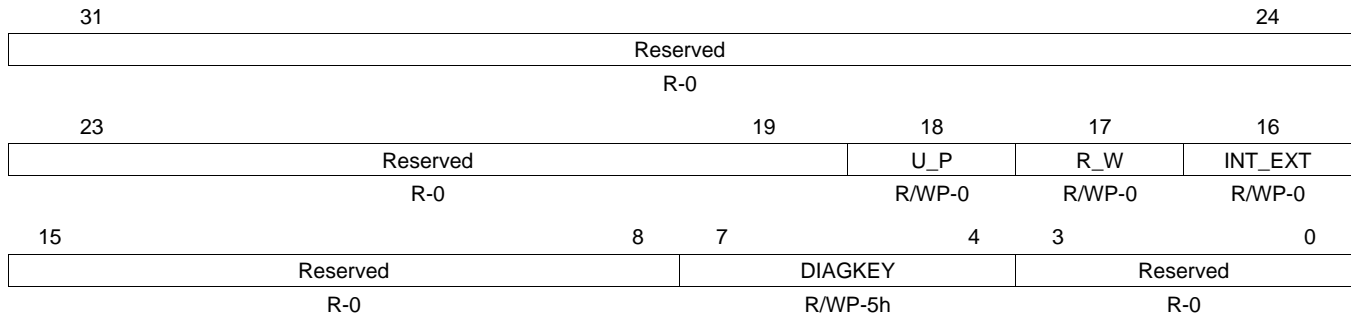 31 24
Reserved
R-0
23 19 18 17 16
Reserved U_P R_W INT_EXT
R-0 R/WP-0 R/WP-0 R/WP-0
15 8 7 4 3 0
Reserved DIAGKEY Reserved
R-0 R/WP-5h R-0